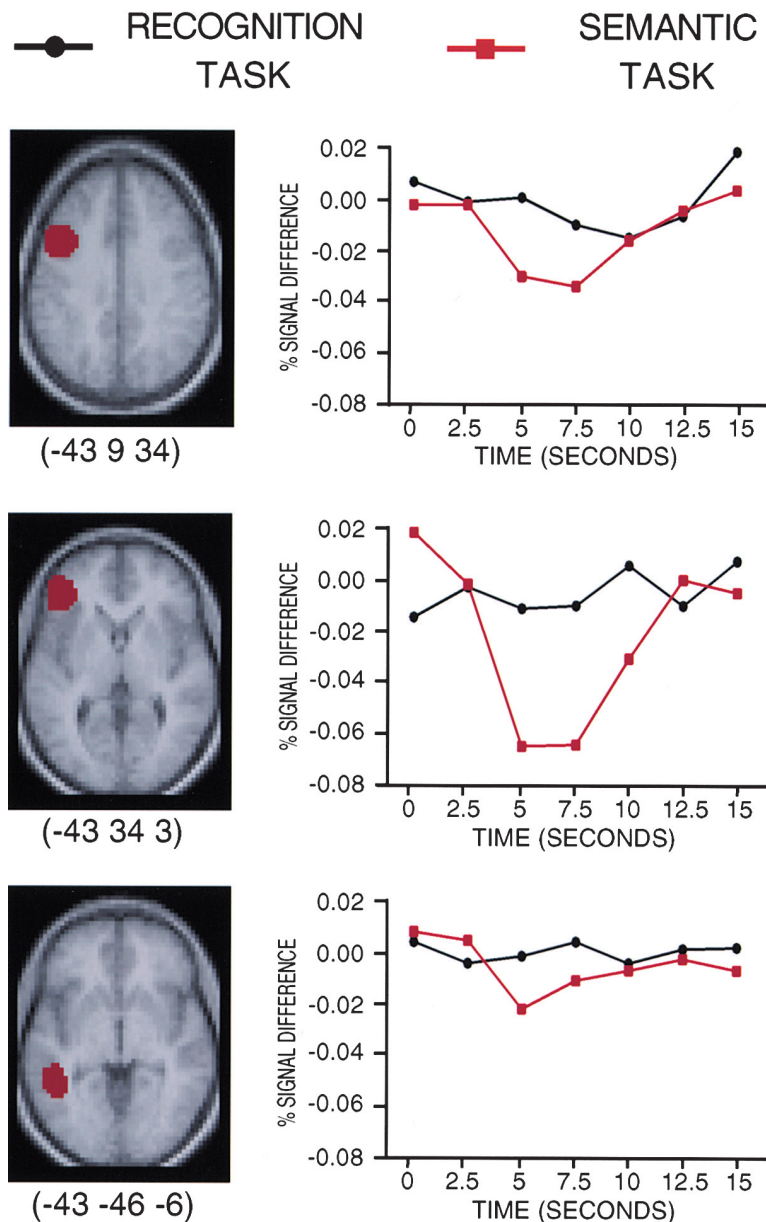 RECOGNITION
TASK
SEMANTIC
TASK
0.02
0.00
-0.02
-0.04
-0.06
-0.08
% SIGNAL DIFFERENCE
0 2.5 5 7.5 10 12.5 15
TIME (SECONDS)
(-43 9 34)
0.02
0.00
-0.02
-0.04
-0.06
-0.08
% SIGNAL DIFFERENCE
0 2.5 5 7.5 10 12.5 15
TIME (SECONDS)
(-43 34 3)
0.02
0.00
-0.02
-0.04
-0.06
-0.08
% SIGNAL DIFFERENCE
0 2.5 5 7.5 10 12.5 15
TIME (SECONDS)
(-43 -46 -6)